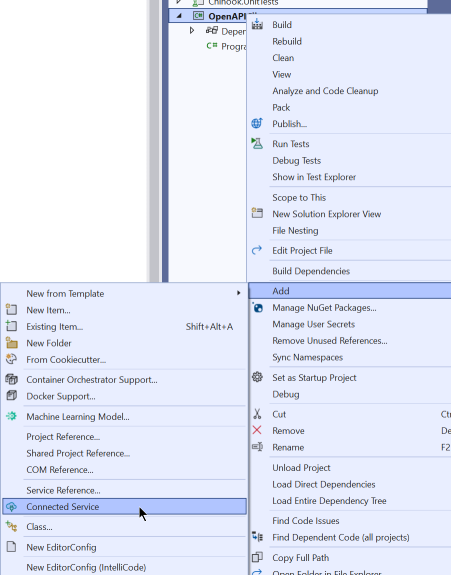 Chinook.UnitTests
OpenAPI
Depen
Progra
Build
Rebuild
Clean
View
Analyze and Code Cleanup
Pack
Publish...
Run Tests
Debug Tests
Show in Test Explorer
Scope to This
New Solution Explorer View
File Nesting
Edit Project File
Build Dependencies
Add
Manage NuGet Packages...
Manage User Secrets
Remove Unused References...
Sync Namespaces
Set as Startup Project
Debug
Cut Ctr
Remove De
Rename F2
Unload Project
Load Direct Dependencies
Load Entire Dependency Tree
Find Code Issues
Find Dependent Code (all projects)
Copy Full Path
Open Folder in File Explorer
New from Template
New Item...
Existing Item... Shift+Alt+A
New Folder
From Cookiecutter...
Container Orchestrator Support...
Docker Support...
Machine Learning Model...
Project Reference...
Shared Project Reference...
COM Reference...
Service Reference...
Connected Service
Class...
New EditorConfig
New EditorConfig (IntelliCode)